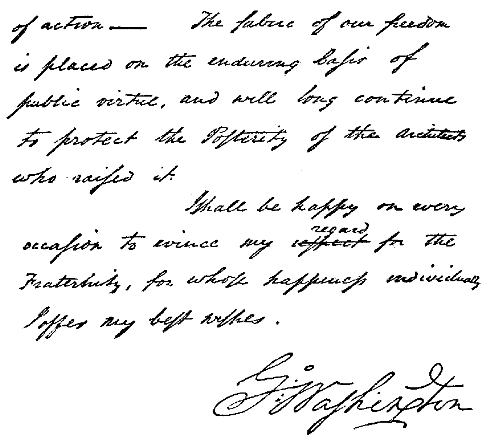 of action — The fabric of our freedom
is placed on the enduring basis of
public virtue, and will long continue
to protect the Posterity of the architects
who raised it.
I shall be happy on every
regard
occasion to evince my respect for the
Fraternity, for whose happiness individually
I offer my best wishes.
Go: Washington